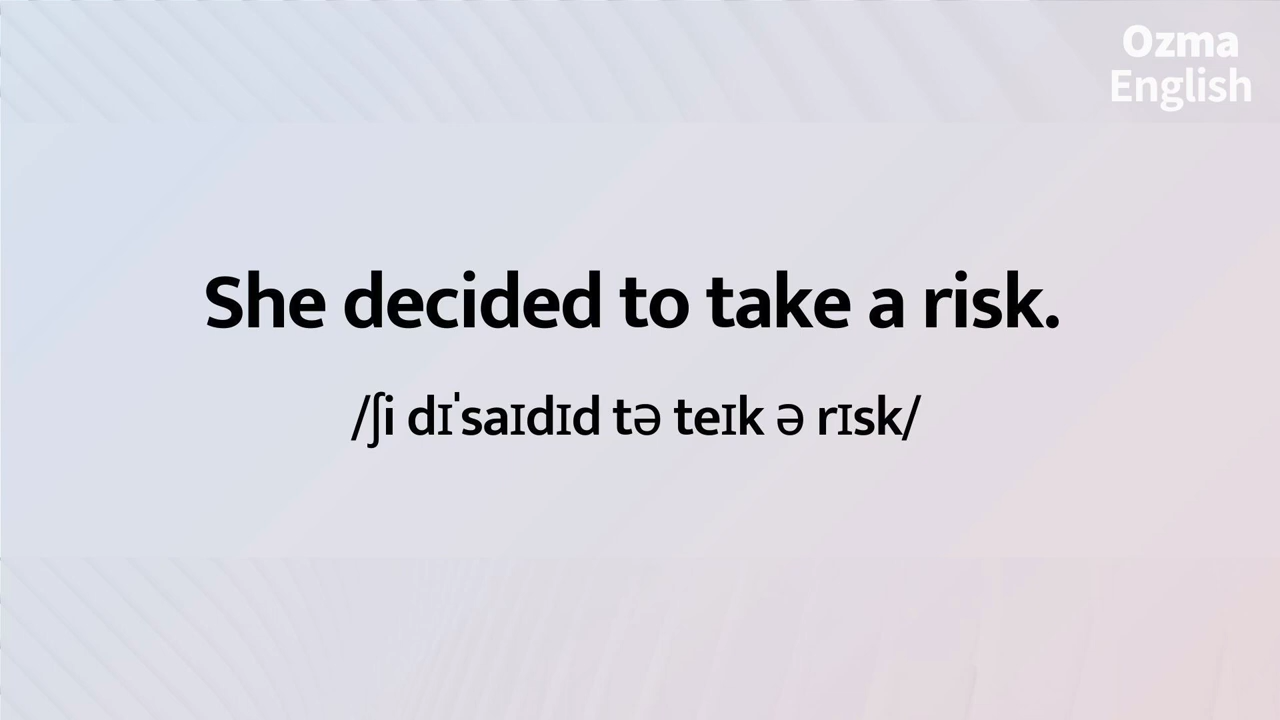 Ozma
English
She decided to take a risk.
/ʃi dɪˈsaɪdɪd tə teɪk ə rɪsk/